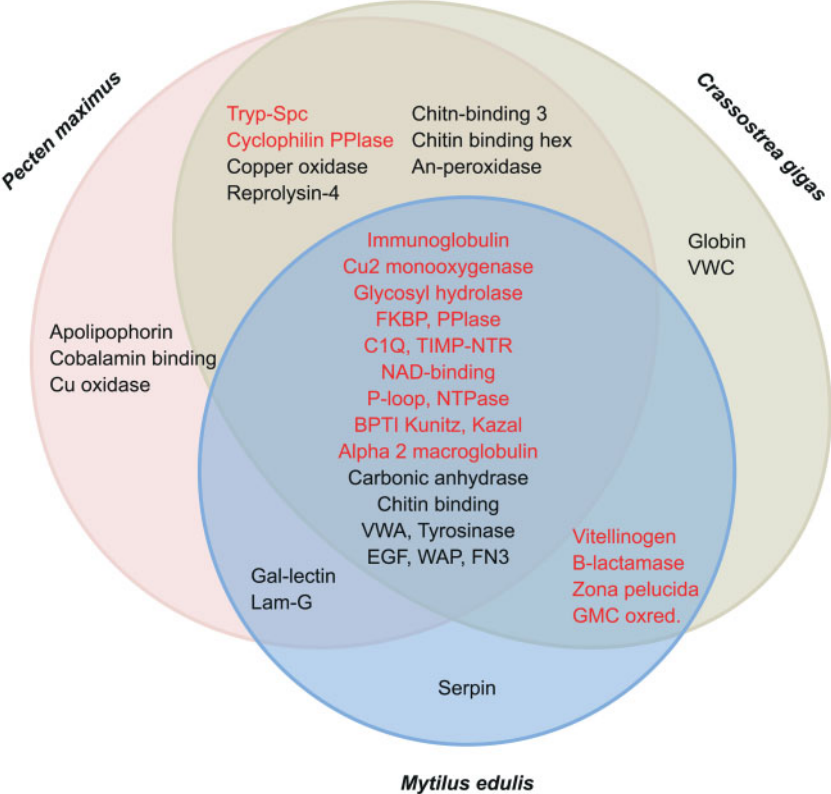 Pecten maximus
Crassostrea gigas
Tryp-Spc
Cyclophilin PPlase
Copper oxidase
Reprolysin-4
Chitn-binding 3
Chitin binding hex
An-peroxidase
Immunoglobulin
Cu2 monooxygenase
Glycosyl hydrolase
FKBP, PPlase
C1Q, TIMP-NTR
NAD-binding
P-loop, NTPase
BPTI Kunitz, Kazal
Alpha 2 macroglobulin
Carbonic anhydrase
Chitin binding
VWA, Tyrosinase
EGF, WAP, FN3
Globin
VWC
Apolipophorin
Cobalamin binding
Cu oxidase
Gal-lectin
Lam-G
Vitellinogen
B-lactamase
Zona pelucida
GMC oxred.
Serpin
Mytilus edulis